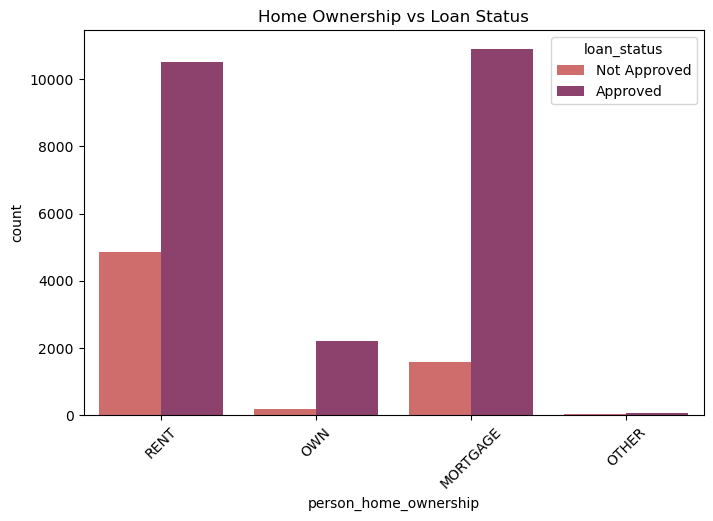 Home Ownership vs Loan Status
loan_status
Not Approved
Approved
count
10000
8000
6000
4000
2000
0
RENT
OWN
MORTGAGE
OTHER
person_home_ownership